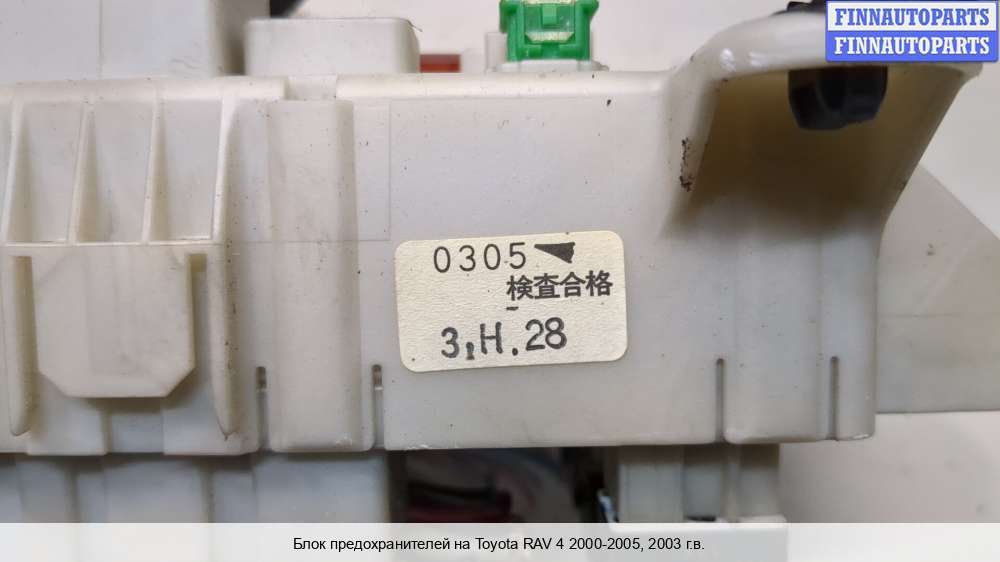 FINNAUTOPARTS
FINNAUTOPARTS
0305
検査合格
3.H.28
Блок предохранителей на Toyota RAV 4 2000-2005, 2003 г.в.